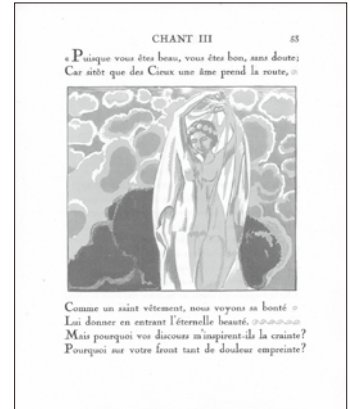 CHANT III 53
« Puisque vous êtes beau, vous êtes bon, sans doute;
Car sitôt que des Cieux une âme prend la route,
Comme un saint vêtement, nous voyons sa bonté
Lui donner en entrant l'éternelle beauté.
Mais pourquoi vos discours m'inspirent-ils la crainte?
Pourquoi sur votre front tant de douleur empreinte?